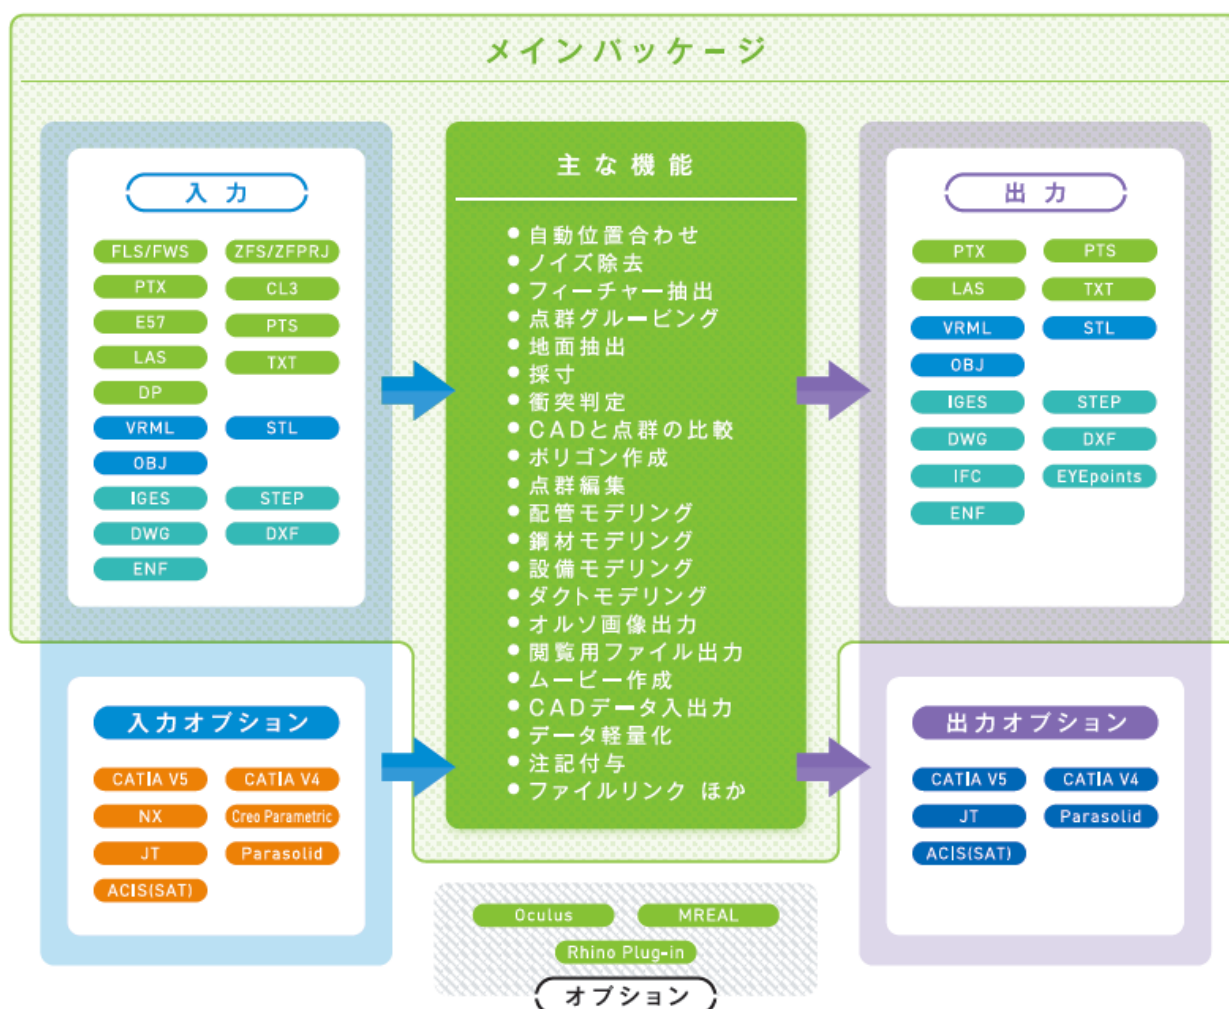 メインパッケージ
入力
FLS/FWS ZFS/ZFPRJ
PTX CL3
E57 PTS
LAS TXT
DP
VRML STL
OBJ
IGES STEP
DWG DXF
ENF
主な機能
● 自動位置合わせ
● ノイズ除去
● フィーチャー抽出
● 点群グルーピング
● 地面抽出
● 採寸
● 衝突判定
● CADと点群の比較
● ポリゴン作成
● 点群編集
● 配管モデリング
● 鋼材モデリング
● 設備モデリング
● ダクトモデリング
● オルソ画像出力
● 閲覧用ファイル出力
● ムービー作成
● CADデータ入出力
● データ軽量化
● 注記付与
● ファイルリンク ほか
出力
PTX PTS
LAS TXT
VRML STL
OBJ
IGES STEP
DWG DXF
IFC EYEpoints
ENF
入力オプション
CATIA V5 CATIA V4
NX Creo Parametric
JT Parasolid
ACIS(SAT)
出力オプション
CATIA V5 CATIA V4
JT Parasolid
ACIS(SAT)
Oculus MREAL
Rhino Plug-in
オプション